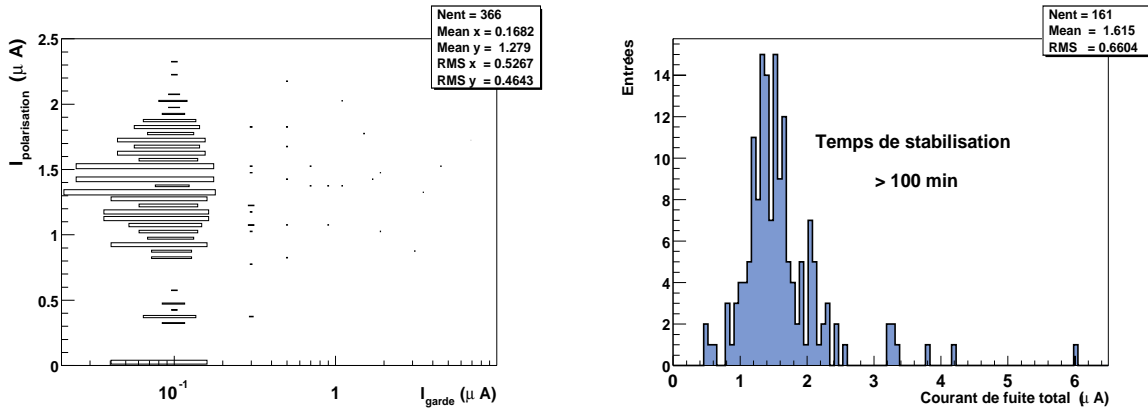 Nent = 366
Mean x = 0.1682
Mean y = 1.279
RMS x = 0.5267
RMS y = 0.4643
I polarisation (μ A)
2.5
2
1.5
1
0.5
0
10⁻¹
1
I garde (μ A)
Nent = 161
Mean = 1.615
RMS = 0.6604
Entrées
14
12
10
8
6
4
2
0
Temps de stabilisation
> 100 min
0 1 2 3 4 5 6
Courant de fuite total (μ A)